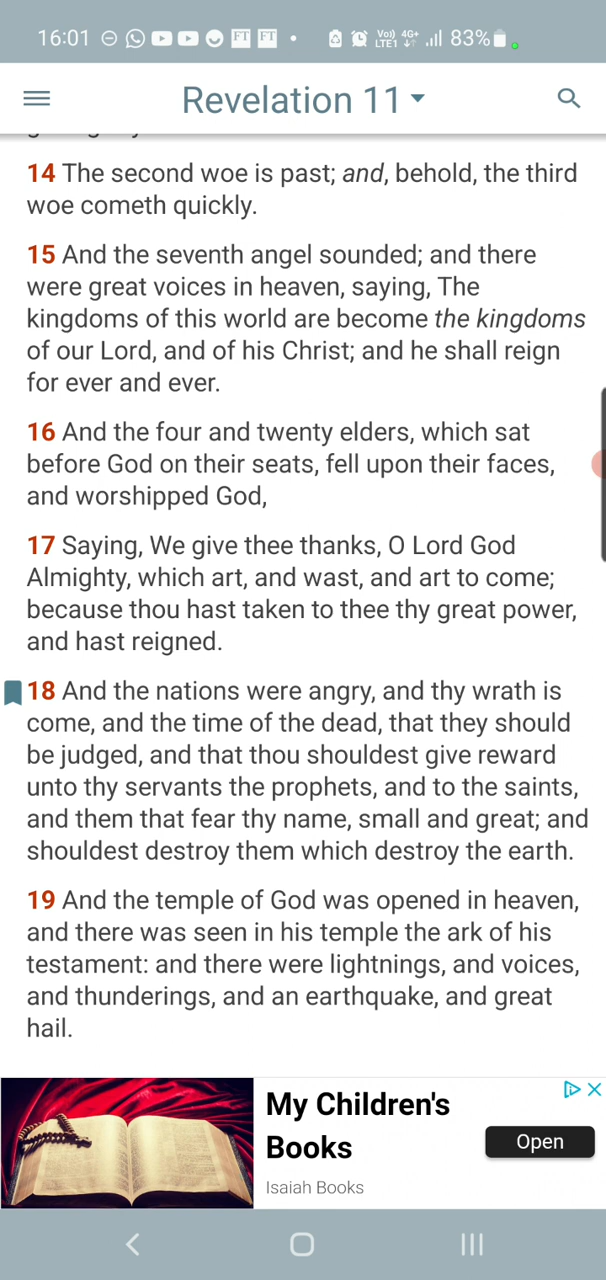 16:01 FT FT Vo)) LTE1 4G+ 83%
Revelation 11
14 The second woe is past; and, behold, the third
woe cometh quickly.
15 And the seventh angel sounded; and there
were great voices in heaven, saying, The
kingdoms of this world are become the kingdoms
of our Lord, and of his Christ; and he shall reign
for ever and ever.
16 And the four and twenty elders, which sat
before God on their seats, fell upon their faces,
and worshipped God,
17 Saying, We give thee thanks, O Lord God
Almighty, which art, and wast, and art to come;
because thou hast taken to thee thy great power,
and hast reigned.
18 And the nations were angry, and thy wrath is
come, and the time of the dead, that they should
be judged, and that thou shouldest give reward
unto thy servants the prophets, and to the saints,
and them that fear thy name, small and great; and
shouldest destroy them which destroy the earth.
19 And the temple of God was opened in heaven,
and there was seen in his temple the ark of his
testament: and there were lightnings, and voices,
and thunderings, and an earthquake, and great
hail.
My Children's
Books
Open
Isaiah Books